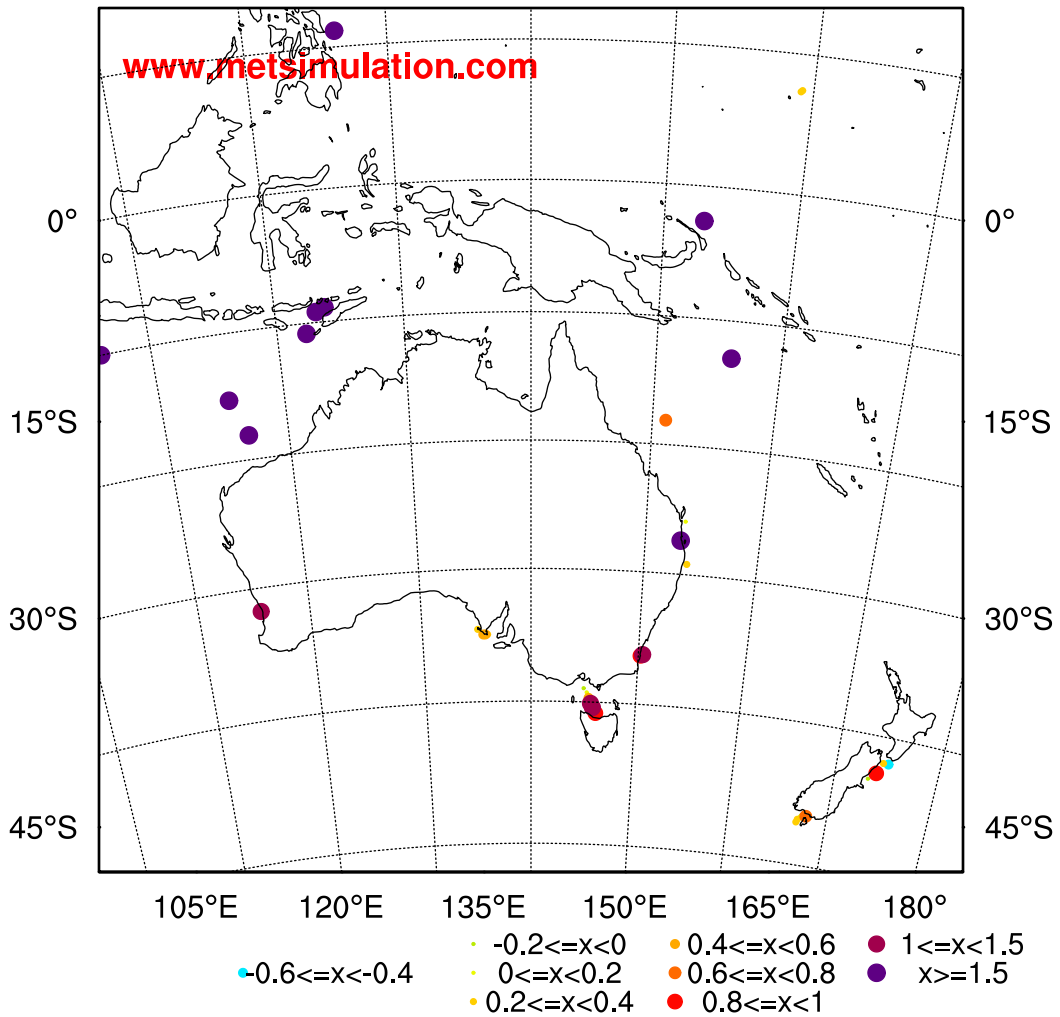 www.metsimulation.com
0° 0°
15°S 15°S
30°S 30°S
45°S 45°S
105°E 120°E 135°E 150°E 165°E 180°
-0.2<=x<0 0.4<=x<0.6 1<=x<1.5
-0.6<=x<-0.4 0<=x<0.2 0.6<=x<0.8 x>=1.5
0.2<=x<0.4 0.8<=x<1